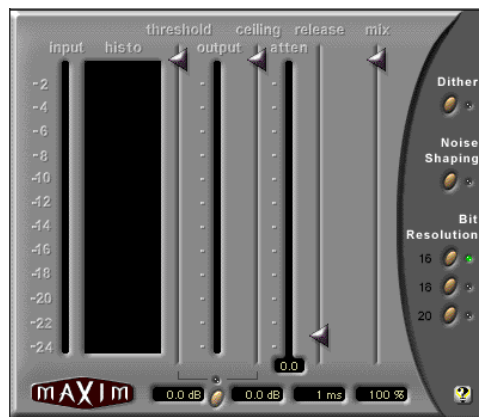 threshold ceiling release mix
input histo output atten
-2
-4
-6
-8
-10
-12
-14
-16
-18
-20
-22
-24
Dither
Noise
Shaping
Bit
Resolution
16
18
20
0.0
MAXIM
0.0 dB 0.0 dB 1 ms 100 %
?